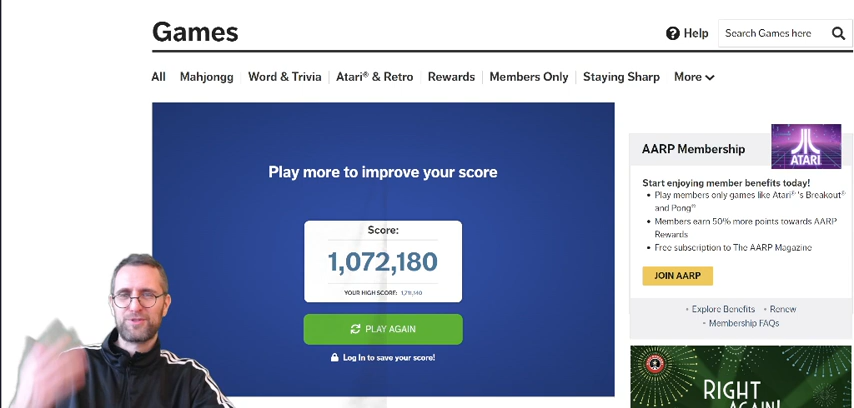 Games
Help
Search Games here
All
Mahjongg
Word & Trivia
Atari® & Retro
Rewards
Members Only
Staying Sharp
More
Play more to improve your score
Score:
1,072,180
YOUR HIGH SCORE:
PLAY AGAIN
Log In to save your score!
AARP Membership
ATARI
Start enjoying member benefits today!
• Play members only games like Atari®'s Breakout®
and Pong®
• Members earn 50% more points towards AARP
Rewards
• Free subscription to The AARP Magazine
JOIN AARP
• Explore Benefits • Renew
• Membership FAQs
RIGHT
AGAIN!